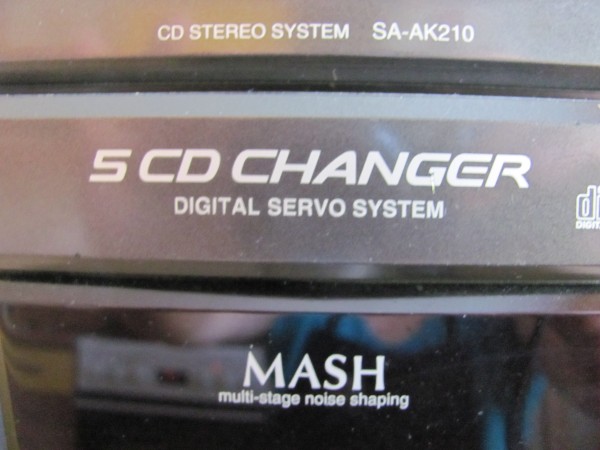 CD STEREO SYSTEM SA-AK210
5 CD CHANGER
DIGITAL SERVO SYSTEM
MASH
multi-stage noise shaping